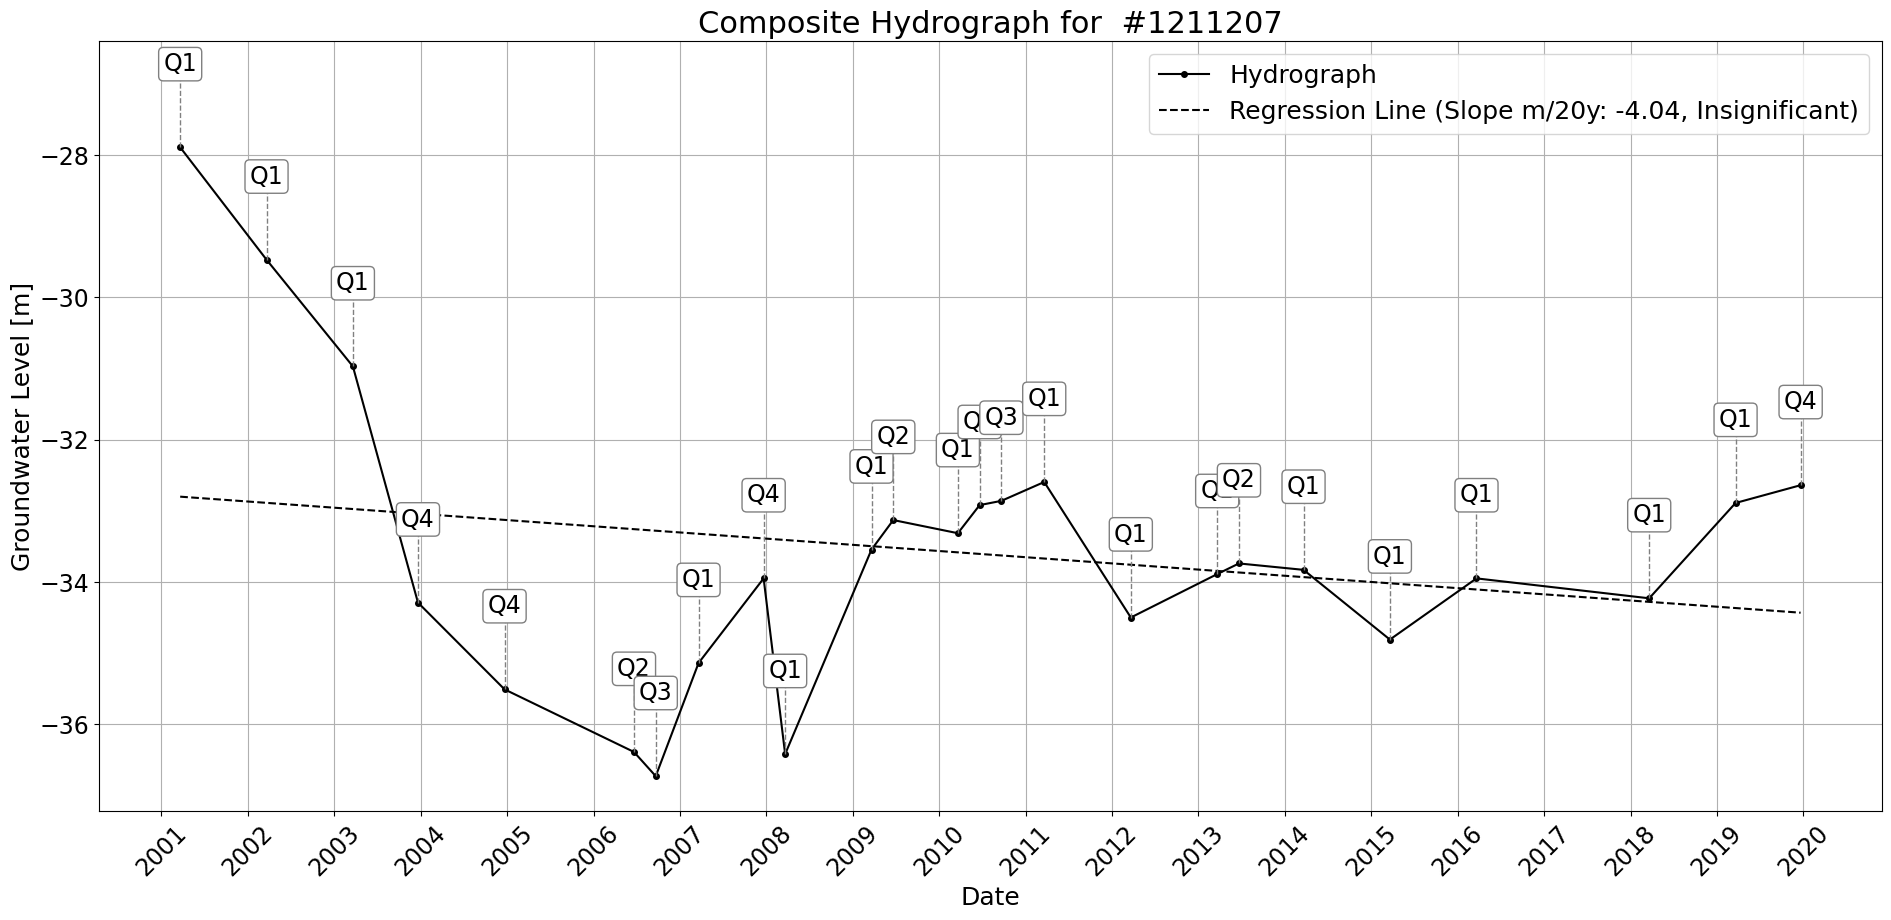 Composite Hydrograph for  #1211207
Hydrograph
Regression Line (Slope m/20y: -4.04, Insignificant)
Groundwater Level [m]
−28
−30
−32
−34
−36
Q1
Q1
Q1
Q4
Q4
Q2
Q3
Q1
Q4
Q1
Q1
Q2
Q1
Q3
Q1
Q1
Q2
Q1
Q1
Q1
Q1
Q1
Q4
2001
2002
2003
2004
2005
2006
2007
2008
2009
2010
2011
2012
2013
2014
2015
2016
2017
2018
2019
2020
Date